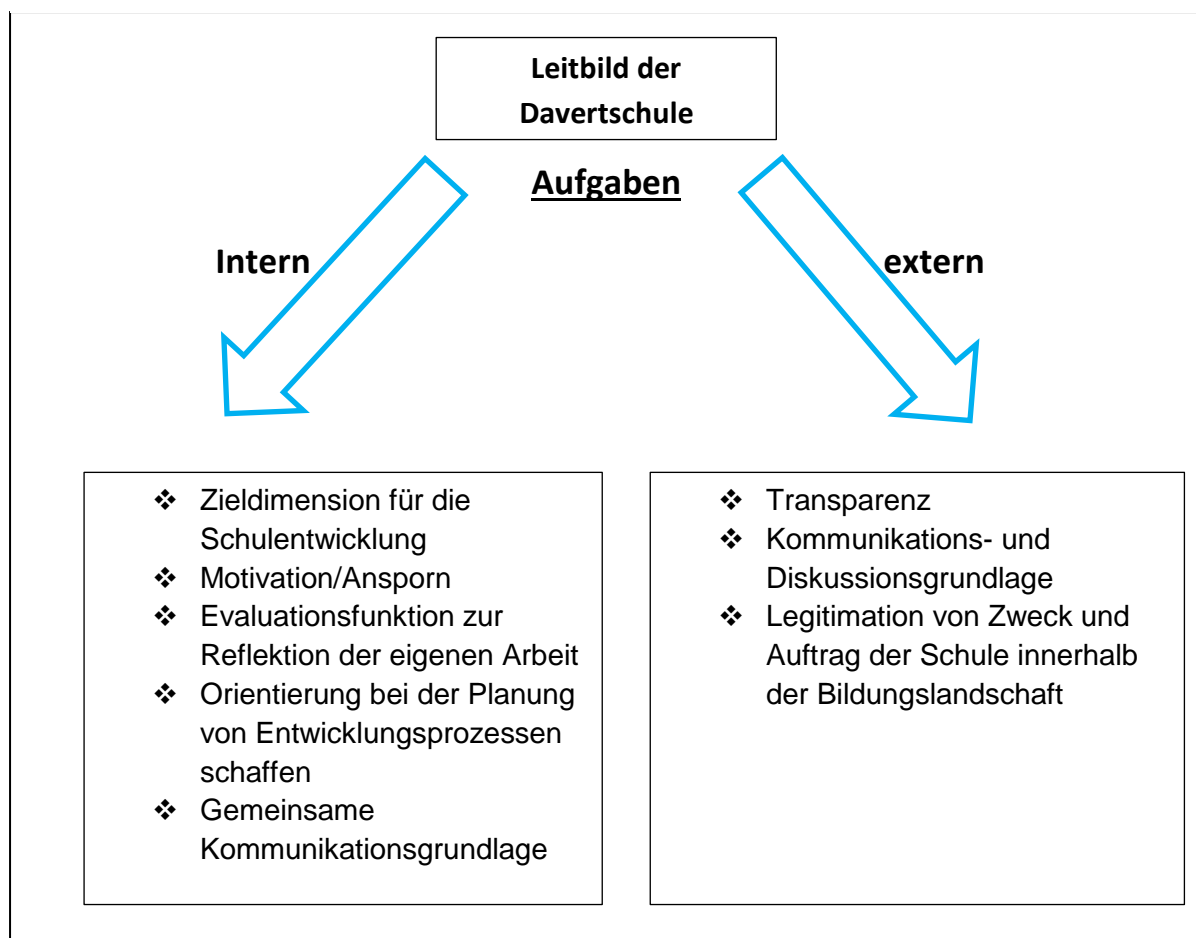 Leitbild der
Davertschule
Aufgaben
Intern
extern
❖ Zieldimension für die
Schulentwicklung
❖ Motivation/Ansporn
❖ Evaluationsfunktion zur
Reflektion der eigenen Arbeit
❖ Orientierung bei der Planung
von Entwicklungsprozessen
schaffen
❖ Gemeinsame
Kommunikationsgrundlage
❖ Transparenz
❖ Kommunikations- und
Diskussionsgrundlage
❖ Legitimation von Zweck und
Auftrag der Schule innerhalb
der Bildungslandschaft